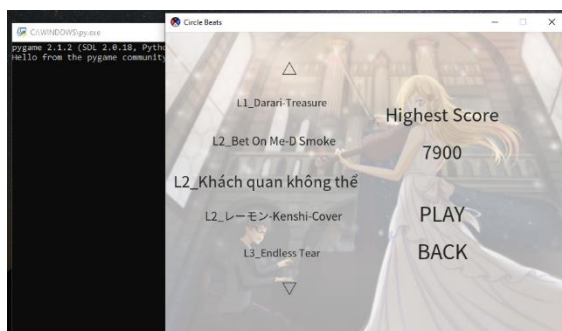 C:\WINDOWS\py.exe
pygame 2.1.2 (SDL 2.0.18, Pytho
Hello from the pygame community
Circle Beats
△
L1_Darari-Treasure
L2_Bet On Me-D Smoke
L2_Khách quan không thể
L2_レーモン-Kenshi-Cover
L3_Endless Tear
▽
Highest Score
7900
PLAY
BACK